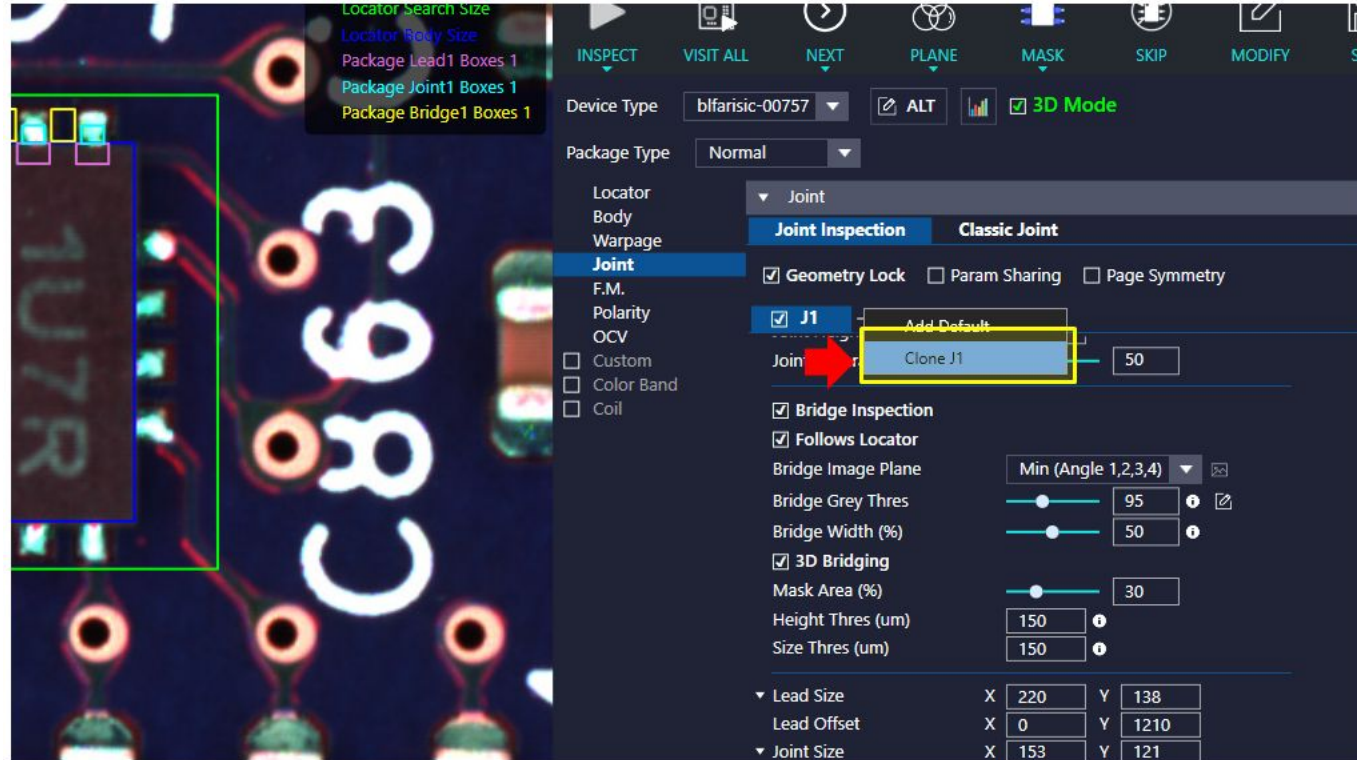 Locator Search Size
Locator Body Size
Package Lead1 Boxes 1
Package Joint1 Boxes 1
Package Bridge1 Boxes 1
1U7R
C863
INSPECT VISIT ALL NEXT PLANE MASK SKIP MODIFY
Device Type blfarisic-00757 ALT 3D Mode
Package Type Normal
Locator
Body
Warpage
Joint
F.M.
Polarity
OCV
Custom
Color Band
Coil
Joint
Joint Inspection Classic Joint
Geometry Lock Param Sharing Page Symmetry
J1
Add Default
Clone J1
50
Bridge Inspection
Follows Locator
Bridge Image Plane Min (Angle 1,2,3,4)
Bridge Grey Thres 95
Bridge Width (%) 50
3D Bridging
Mask Area (%) 30
Height Thres (um) 150
Size Thres (um) 150
Lead Size X 220 Y 138
Lead Offset X 0 Y 1210
Joint Size X 153 Y 121